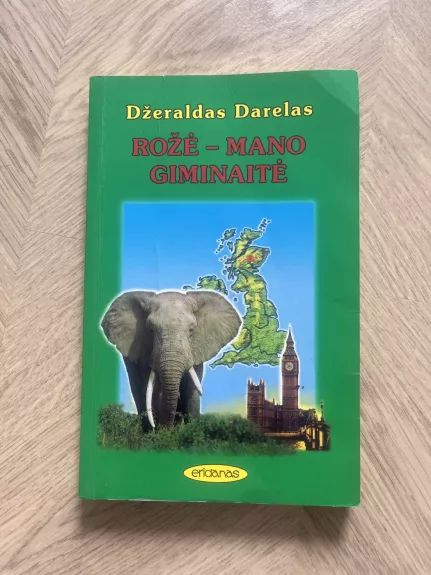 Džeraldas Darelas
ROŽĖ – MANO
GIMINAITĖ
eridanas